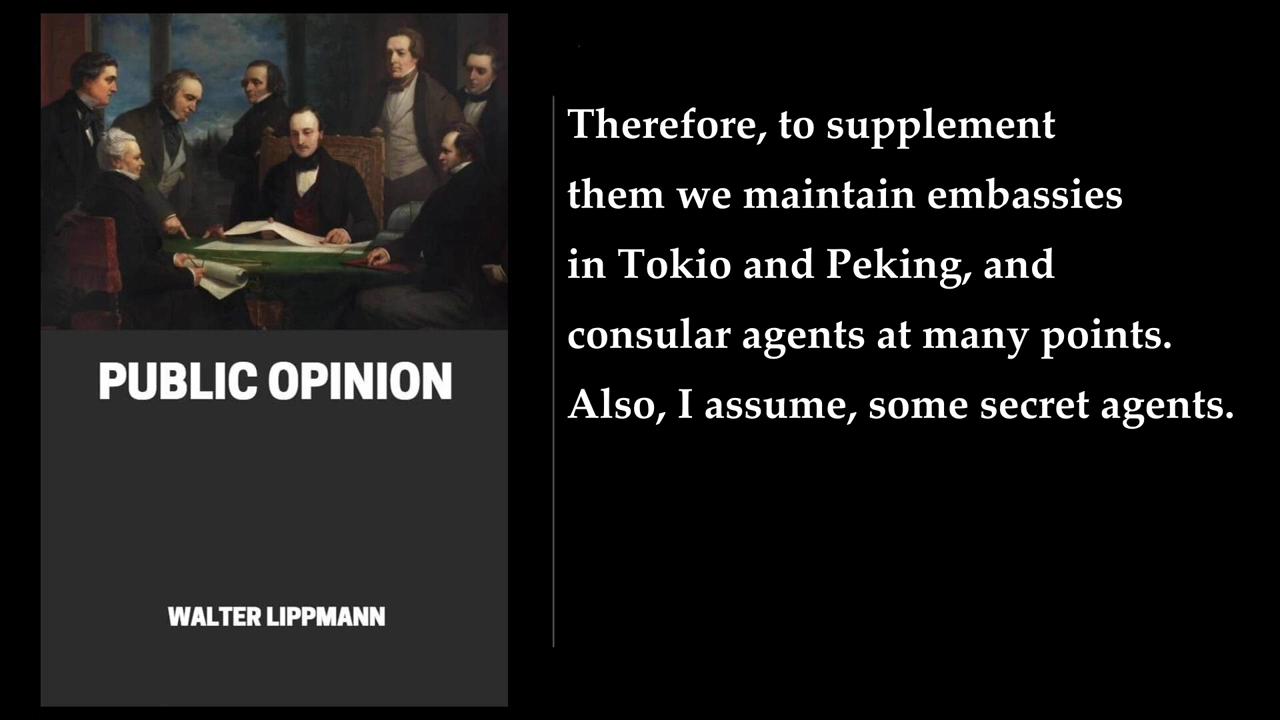 PUBLIC OPINION
WALTER LIPPMANN
Therefore, to supplement
them we maintain embassies
in Tokio and Peking, and
consular agents at many points.
Also, I assume, some secret agents.